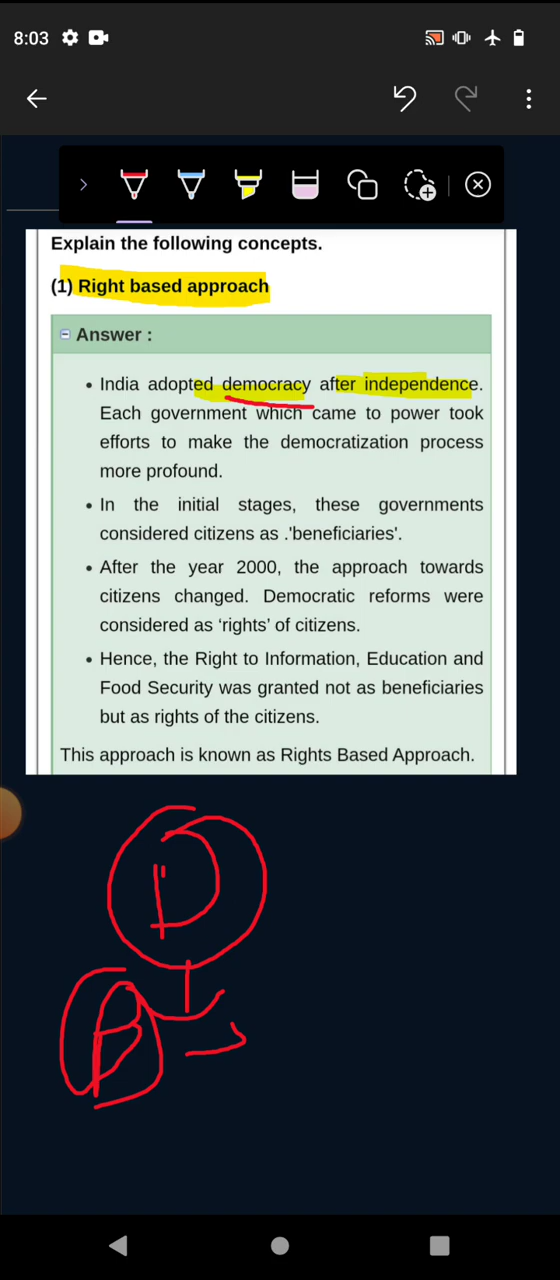 8:03
Explain the following concepts.
(1) Right based approach
Answer :
• India adopted democracy after independence.
Each government which came to power took
efforts to make the democratization process
more profound.
• In the initial stages, these governments
considered citizens as .'beneficiaries'.
• After the year 2000, the approach towards
citizens changed. Democratic reforms were
considered as ‘rights’ of citizens.
• Hence, the Right to Information, Education and
Food Security was granted not as beneficiaries
but as rights of the citizens.
This approach is known as Rights Based Approach.
D
B